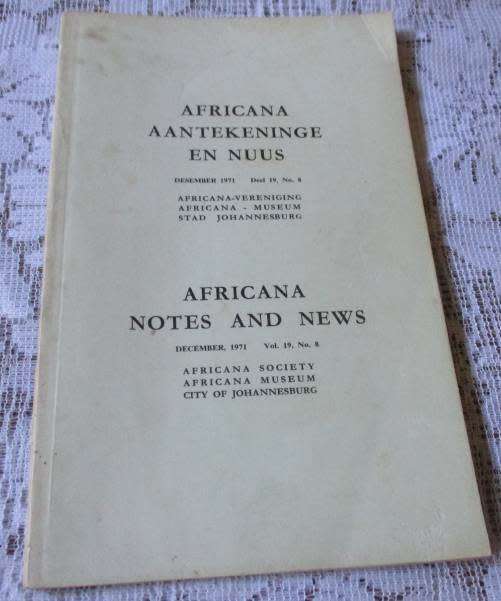 AFRICANA
AANTEKENINGE
EN NUUS
DESEMBER 1971 Deel 19, No. 8
AFRICANA-VERENIGING
AFRICANA - MUSEUM
STAD JOHANNESBURG
AFRICANA
NOTES AND NEWS
DECEMBER, 1971 Vol. 19, No. 8
AFRICANA SOCIETY
AFRICANA MUSEUM
CITY OF JOHANNESBURG